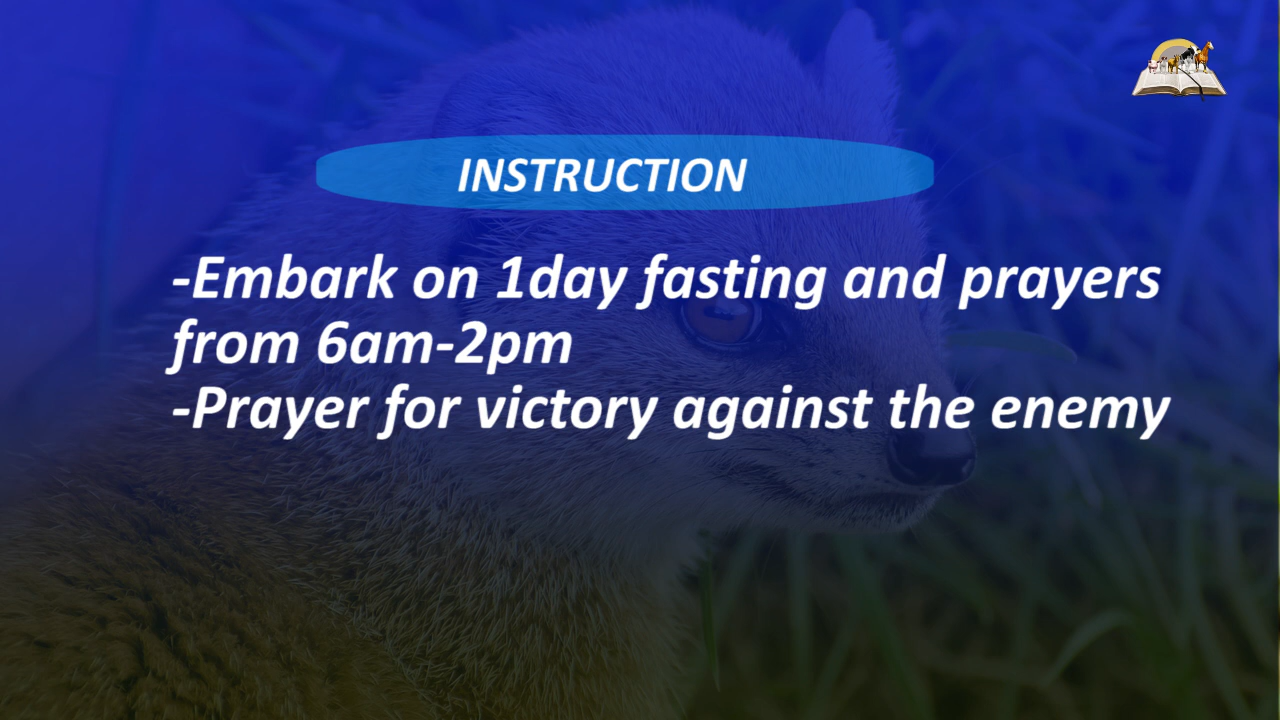 INSTRUCTION
-Embark on 1day fasting and prayers
from 6am-2pm
-Prayer for victory against the enemy